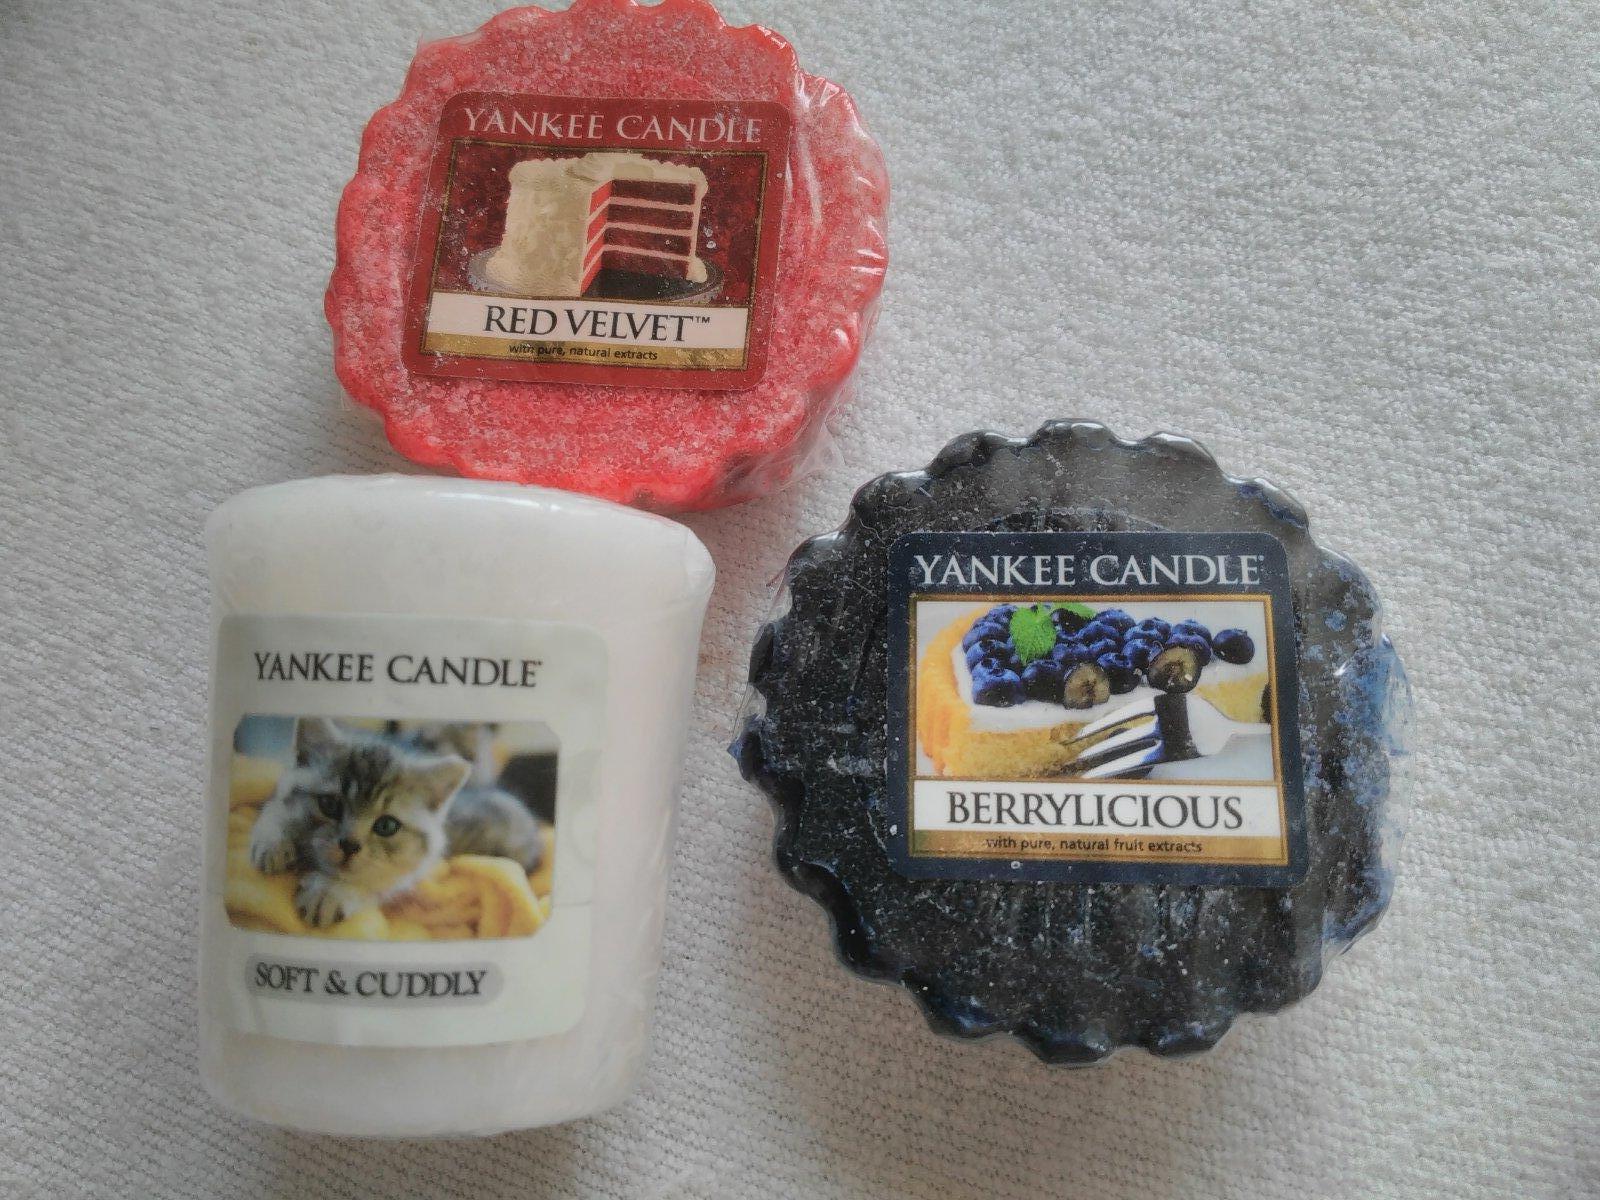 YANKEE CANDLE
RED VELVET™
with pure, natural extracts
YANKEE CANDLE®
SOFT & CUDDLY
YANKEE CANDLE®
BERRYLICIOUS
with pure, natural fruit extracts